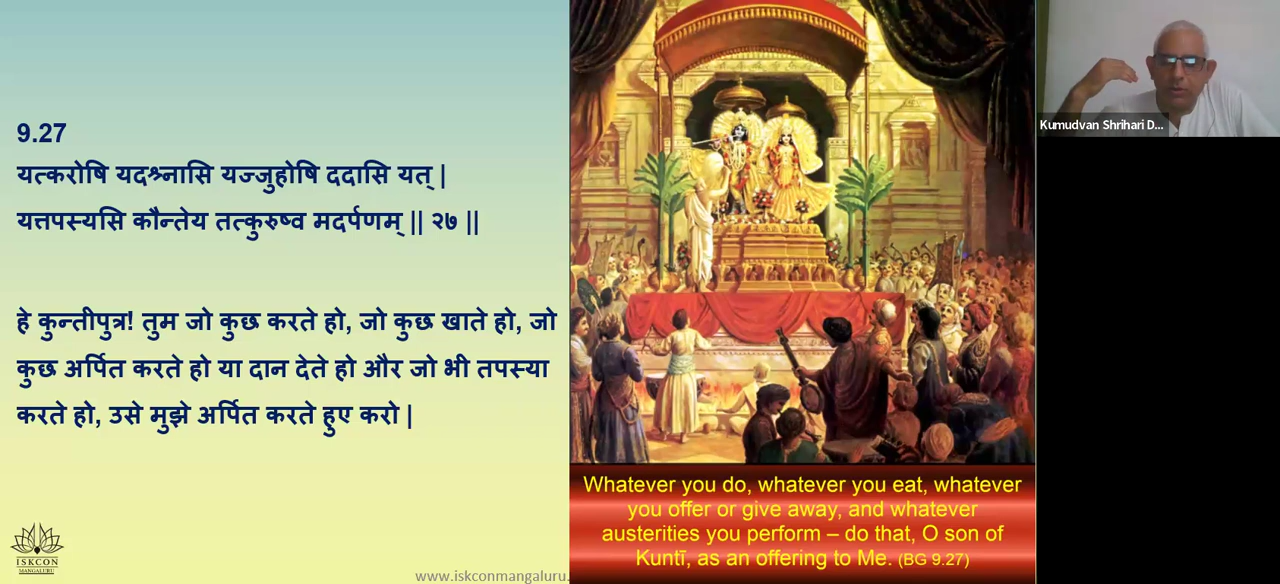 9.27
यत्करोषि यदश्नासि यज्जुहोषि ददासि यत् |
यत्तपस्यसि कौन्तेय तत्कुरुष्व मदर्पणम् || २७ ||
हे कुन्तीपुत्र! तुम जो कुछ करते हो, जो कुछ खाते हो, जो
कुछ अर्पित करते हो या दान देते हो और जो भी तपस्या
करते हो, उसे मुझे अर्पित करते हुए करो |
ISKCON
MANGALURU
www.iskconmangaluru.
Whatever you do, whatever you eat, whatever
you offer or give away, and whatever
austerities you perform – do that, O son of
Kuntī, as an offering to Me. (BG 9.27)
Kumudvan Shrihari D...